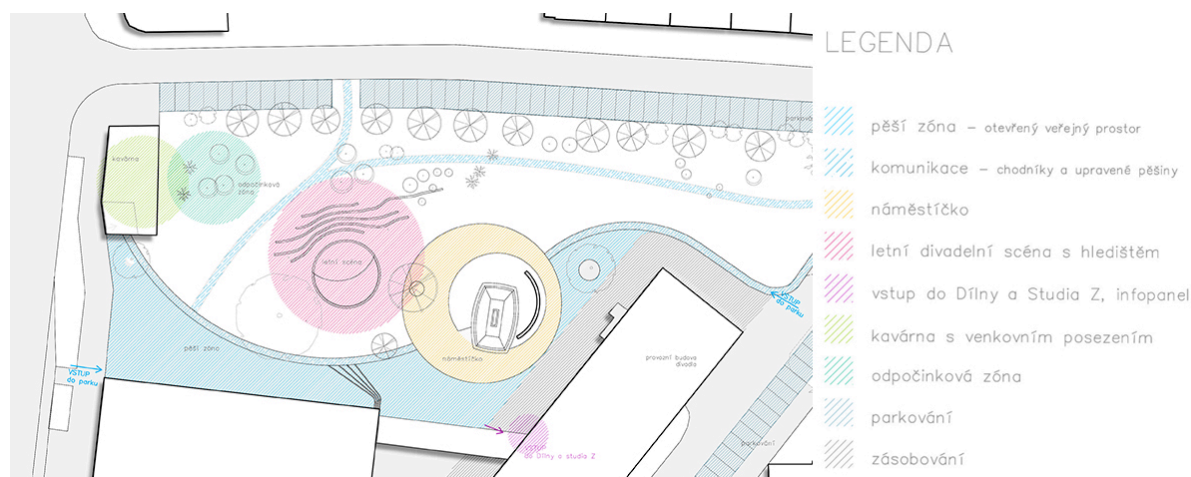 LEGENDA
pěší zóna – otevřený veřejný prostor
komunikace – chodníky a upravené pěšiny
náměstíčko
letní divadelní scéna s hledištěm
vstup do Dílny a Studia Z, infopanel
kavárna s venkovním posezením
odpočinková zóna
parkování
zásobování
parková
kavárna
odpočinková
zóna
letní scéna
VSTUP
do parku
pěší zóna
náměstíčko
provozní budova
divadla
VSTUP
do parku
parkování
VSTUP
do Dílny a studia Z